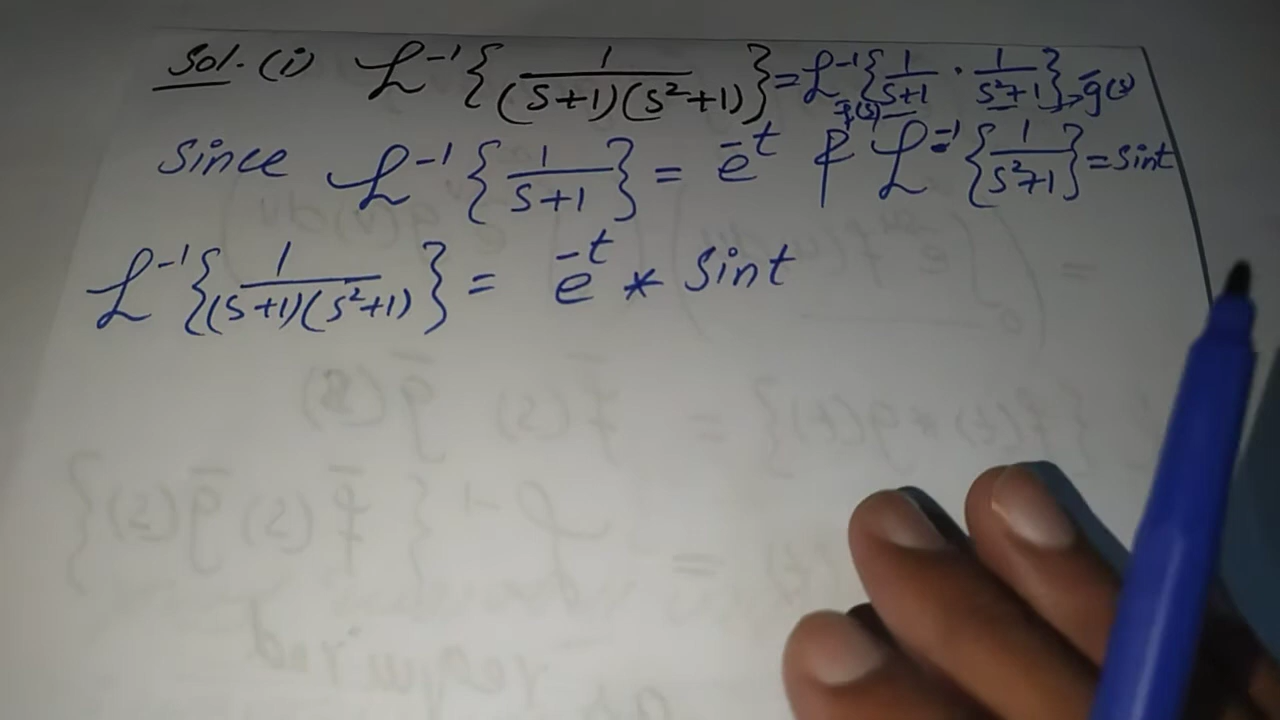 Sol. (i) ℒ⁻¹{1/((S+1)(S²+1))} = ℒ⁻¹{1/(S+1) · 1/(S²+1)} → ḡ(s)
f̄(s)
Since ℒ⁻¹{1/(S+1)} = e⁻ᵗ & ℒ⁻¹{1/(S²+1)} = Sint
ℒ⁻¹{1/((S+1)(S²+1))} = e⁻ᵗ * Sint